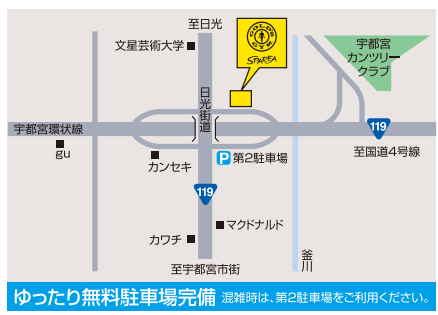 至日光
文星芸術大学
GOLD'S GYM
SPAREA
宇都宮
カンツリー
クラブ
日光街道
宇都宮環状線
119
gu
カンセキ
P 第2駐車場
至国道4号線
119
マクドナルド
カワチ
釜川
至宇都宮市街
ゆったり無料駐車場完備 混雑時は、第2駐車場をご利用ください。